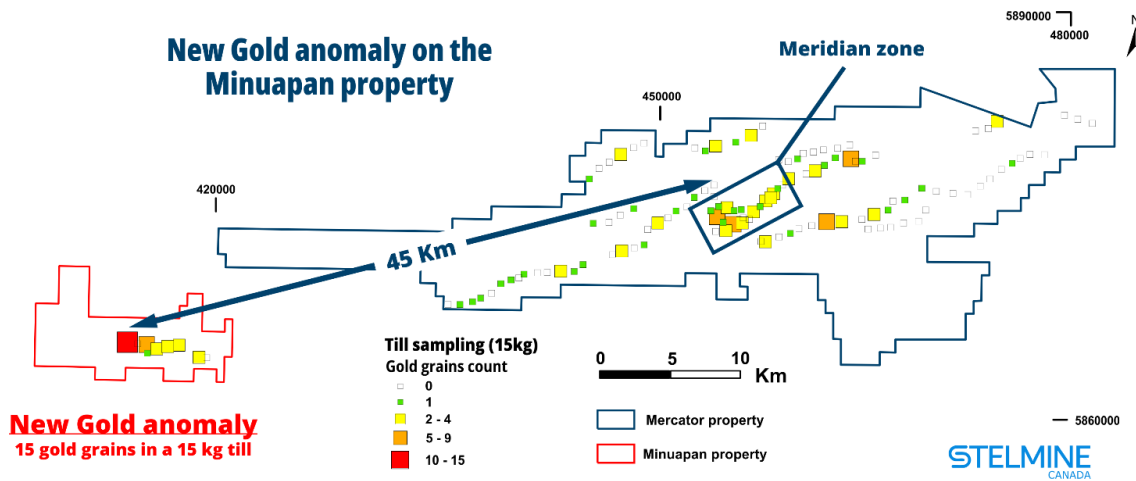 New Gold anomaly on the
Minuapan property
Meridian zone
5890000
480000
N
450000
420000
45 Km
Till sampling (15kg)
Gold grains count
0
1
2 - 4
5 - 9
10 - 15
0 5 10
Km
Mercator property
Minuapan property
New Gold anomaly
15 gold grains in a 15 kg till
5860000
STELMINE
CANADA